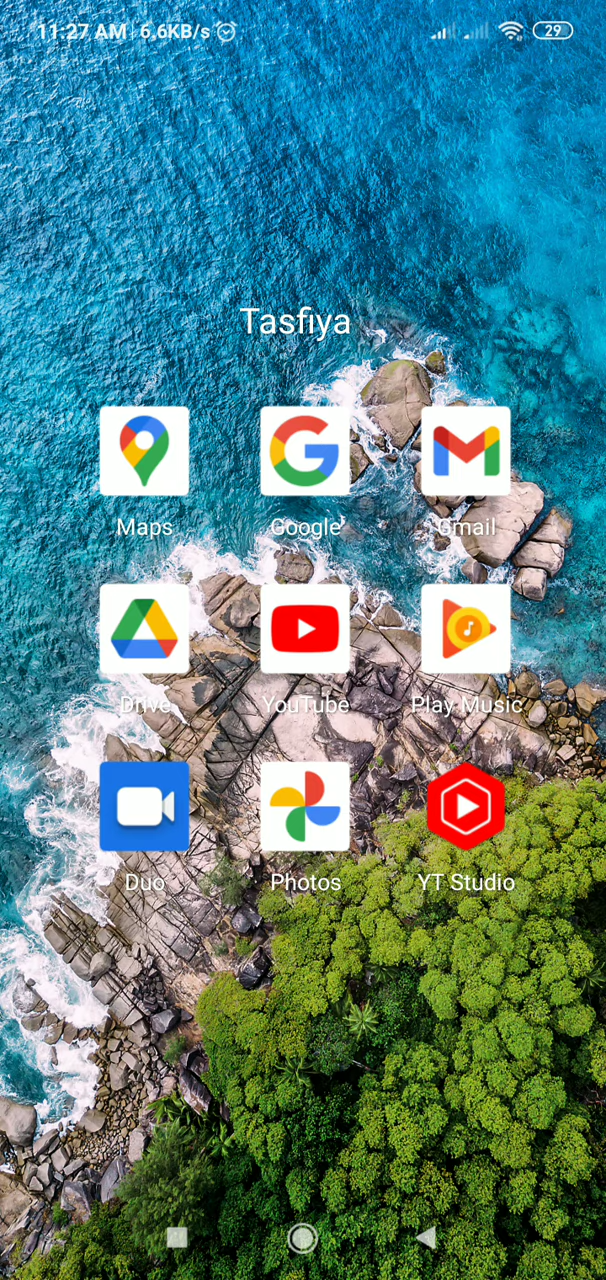 11:27 AM | 6.6KB/s 29
Tasfiya
Maps Google Gmail
Drive YouTube Play Music
Duo Photos YT Studio